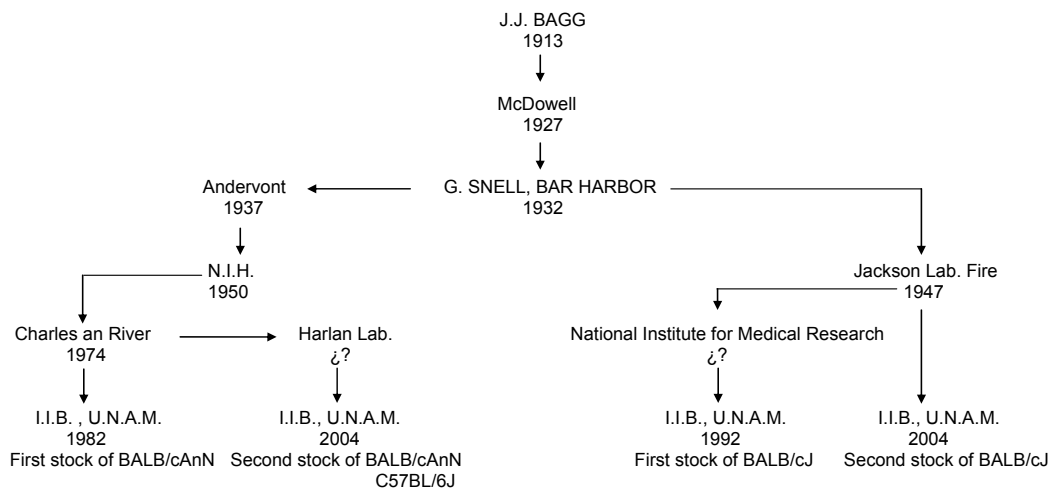 J.J. BAGG
1913
McDowell
1927
Andervont
1937
G. SNELL, BAR HARBOR
1932
N.I.H.
1950
Jackson Lab. Fire
1947
Charles an River
1974
Harlan Lab.
¿?
National Institute for Medical Research
¿?
I.I.B. , U.N.A.M.
1982
First stock of BALB/cAnN
I.I.B., U.N.A.M.
2004
Second stock of BALB/cAnN
C57BL/6J
I.I.B., U.N.A.M.
1992
First stock of BALB/cJ
I.I.B., U.N.A.M.
2004
Second stock of BALB/cJ